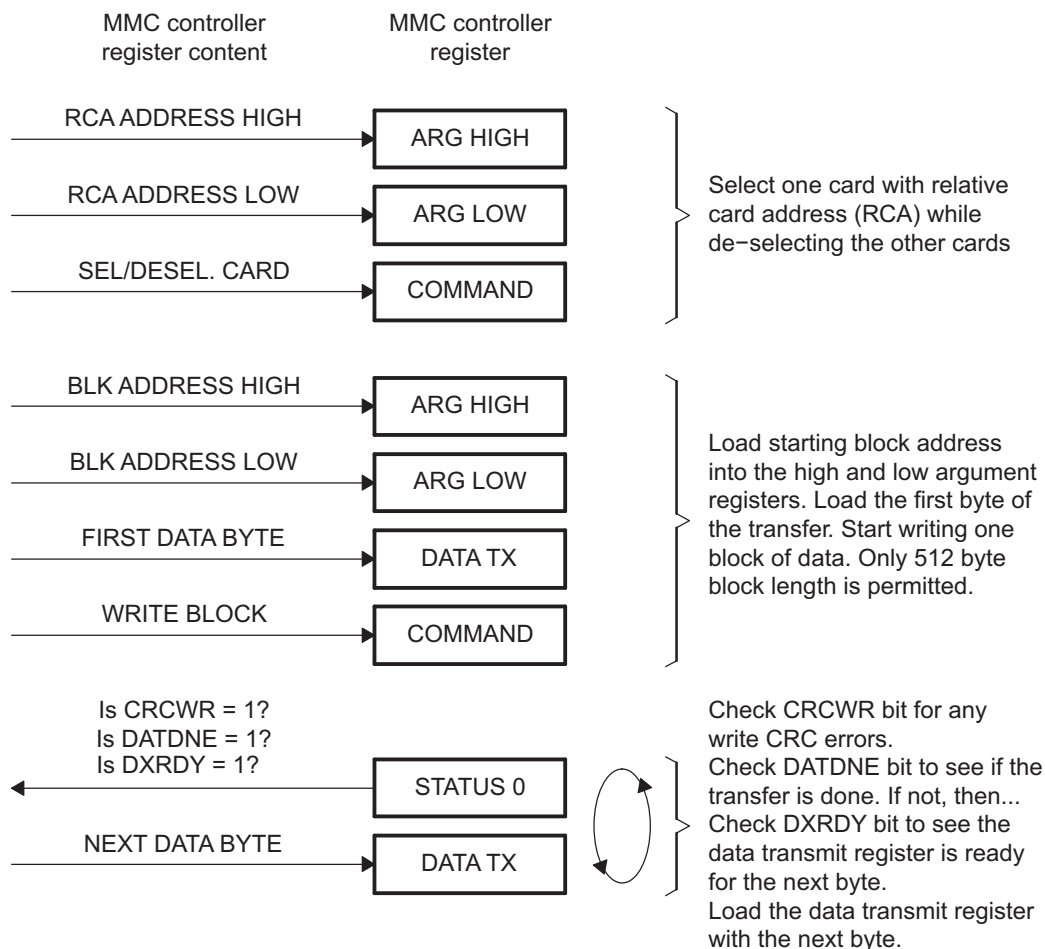 MMC controller
register content
MMC controller
register
RCA ADDRESS HIGH
ARG HIGH
RCA ADDRESS LOW
ARG LOW
SEL/DESEL. CARD
COMMAND
Select one card with relative
card address (RCA) while
de−selecting the other cards
BLK ADDRESS HIGH
ARG HIGH
BLK ADDRESS LOW
ARG LOW
FIRST DATA BYTE
DATA TX
WRITE BLOCK
COMMAND
Load starting block address
into the high and low argument
registers. Load the first byte of
the transfer. Start writing one
block of data. Only 512 byte
block length is permitted.
Is CRCWR = 1?
Is DATDNE = 1?
Is DXRDY = 1?
STATUS 0
NEXT DATA BYTE
DATA TX
Check CRCWR bit for any
write CRC errors.
Check DATDNE bit to see if the
transfer is done. If not, then...
Check DXRDY bit to see the
data transmit register is ready
for the next byte.
Load the data transmit register
with the next byte.